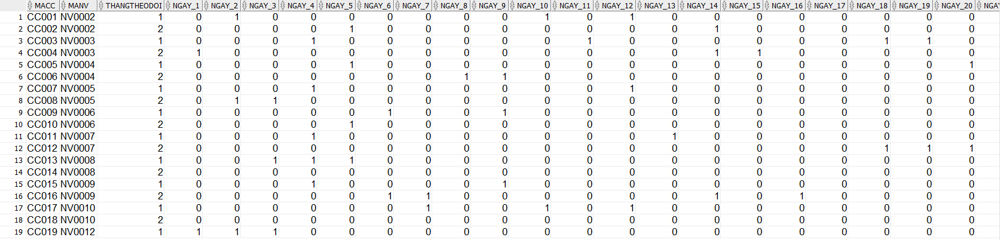 MACC MANV THANGTHEODOI NGAY_1 NGAY_2 NGAY_3 NGAY_4 NGAY_5 NGAY_6 NGAY_7 NGAY_8 NGAY_9 NGAY_10 NGAY_11 NGAY_12 NGAY_13 NGAY_14 NGAY_15 NGAY_16 NGAY_17 NGAY_18 NGAY_19 NGAY_20 NGA
1 CC001 NV0002 1 0 1 0 0 0 0 0 0 0 1 0 1 0 0 0 0 0 0 0 0
2 CC002 NV0002 2 0 0 0 0 1 0 0 0 0 0 0 0 0 1 0 0 0 0 0 0
3 CC003 NV0003 1 0 0 0 1 0 0 0 0 0 0 1 0 0 0 0 0 0 1 1 0
4 CC004 NV0003 2 1 0 0 0 0 0 0 0 0 0 0 0 0 1 1 0 0 0 0 0
5 CC005 NV0004 1 0 0 0 0 1 0 0 0 0 0 0 0 0 0 0 0 0 0 0 1
6 CC006 NV0004 2 0 0 0 0 0 0 0 1 1 0 0 0 0 0 0 0 0 0 0 0
7 CC007 NV0005 1 0 0 0 1 0 0 0 0 0 0 0 1 0 0 0 0 0 0 0 0
8 CC008 NV0005 2 0 1 1 0 0 0 0 0 0 0 0 0 0 0 0 0 0 0 0 0
9 CC009 NV0006 1 0 0 0 0 0 1 0 0 1 0 0 0 0 0 0 0 0 0 0 0
10 CC010 NV0006 2 0 0 0 0 1 0 0 0 0 0 0 0 0 0 0 0 0 0 0 0
11 CC011 NV0007 1 0 0 0 1 0 0 0 0 0 0 0 0 1 0 0 0 0 0 0 0
12 CC012 NV0007 2 0 0 0 0 0 0 0 0 0 0 0 0 0 0 0 0 0 1 1 1
13 CC013 NV0008 1 0 0 1 1 1 0 0 0 0 0 0 0 0 0 0 0 0 0 0 0
14 CC014 NV0008 2 0 0 0 0 0 0 0 0 0 0 0 0 0 0 0 0 0 0 0 0
15 CC015 NV0009 1 0 0 0 1 0 0 0 0 1 0 0 0 0 0 0 0 0 0 0 0
16 CC016 NV0009 2 0 0 0 0 0 1 1 0 0 0 0 0 0 1 0 1 0 0 0 0
17 CC017 NV0010 1 0 0 0 0 0 0 1 0 0 1 0 1 0 0 0 0 0 0 0 0
18 CC018 NV0010 2 0 0 0 0 0 0 0 0 0 0 0 0 0 0 0 0 0 0 0 0
19 CC019 NV0012 1 1 1 1 0 0 0 0 0 0 0 0 0 0 0 0 0 0 0 0 0